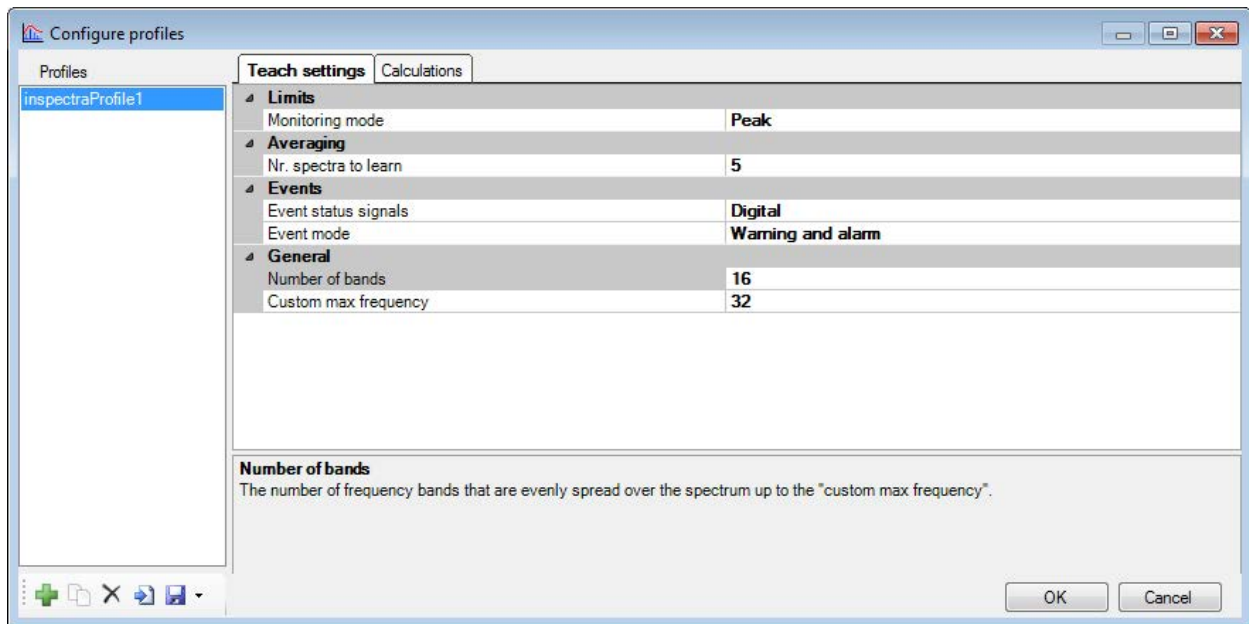 Configure profiles
Profiles
inspectraProfile1
Teach settings Calculations
Limits
Monitoring mode Peak
Averaging
Nr. spectra to learn 5
Events
Event status signals Digital
Event mode Warning and alarm
General
Number of bands 16
Custom max frequency 32
Number of bands
The number of frequency bands that are evenly spread over the spectrum up to the "custom max frequency".
OK Cancel